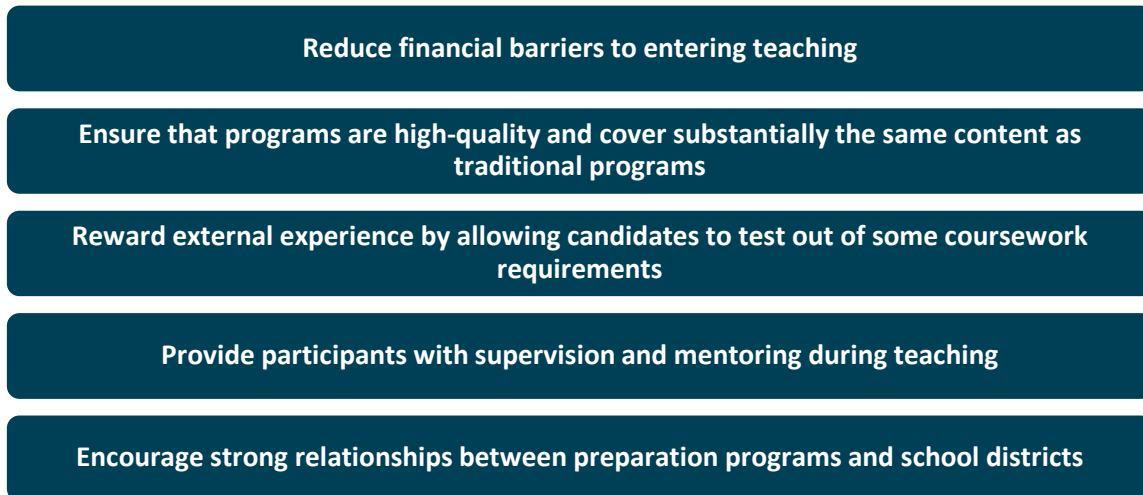 Reduce financial barriers to entering teaching
Ensure that programs are high-quality and cover substantially the same content as
traditional programs
Reward external experience by allowing candidates to test out of some coursework
requirements
Provide participants with supervision and mentoring during teaching
Encourage strong relationships between preparation programs and school districts